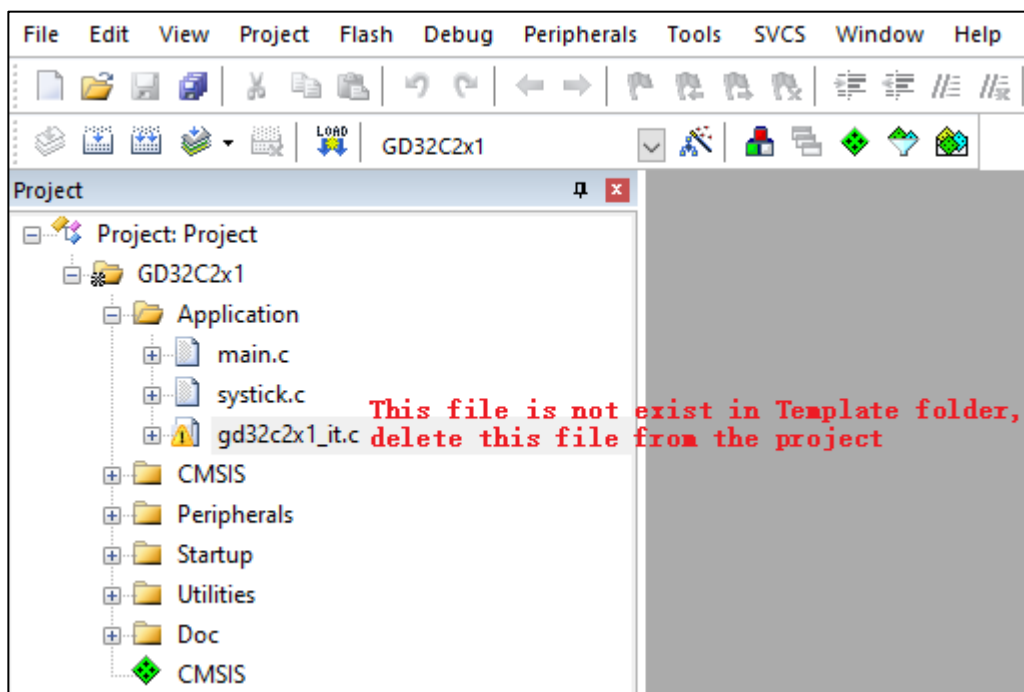 File Edit View Project Flash Debug Peripherals Tools SVCS Window Help
LOAD
GD32C2x1
Project
Project: Project
GD32C2x1
Application
main.c
systick.c
gd32c2x1_it.c
This file is not exist in Template folder,
delete this file from the project
CMSIS
Peripherals
Startup
Utilities
Doc
CMSIS